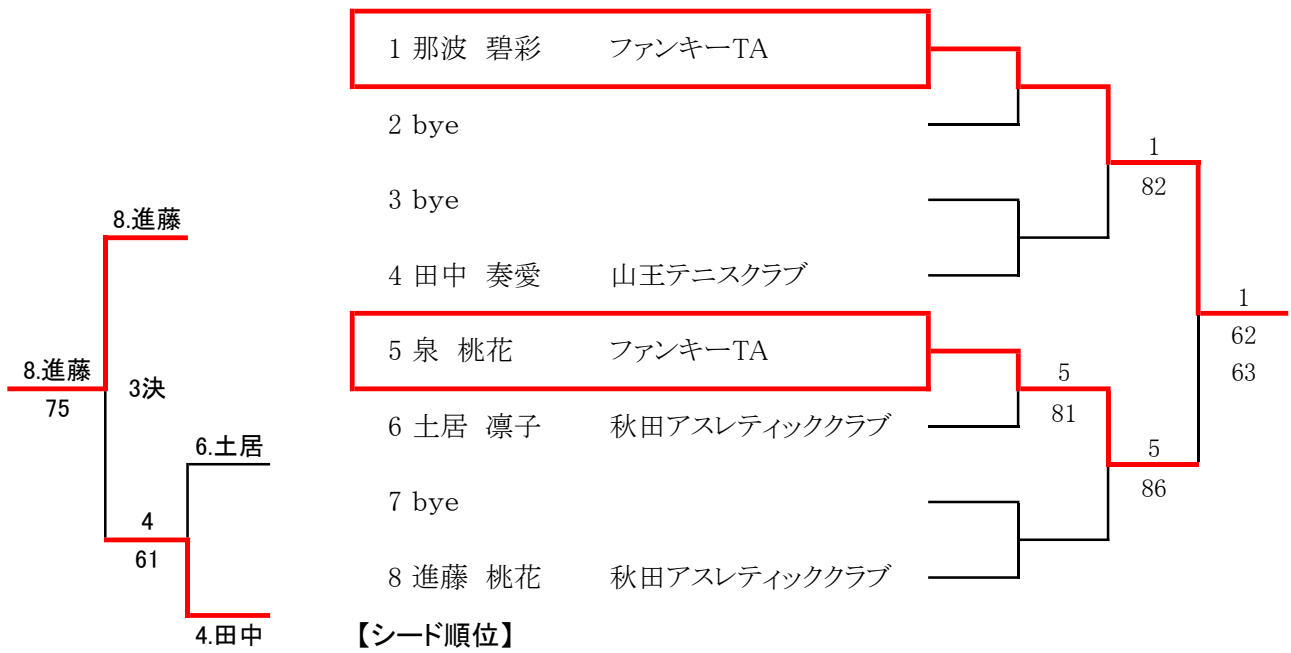 1 那波 碧彩 ファンキーTA
2 bye
1
82
3 bye
8.進藤
4 田中 奏愛 山王テニスクラブ
1
62
63
5 泉 桃花 ファンキーTA
8.進藤
75
3決
5
81
6 土居 凛子 秋田アスレティッククラブ
6.土居
5
86
7 bye
4
61
8 進藤 桃花 秋田アスレティッククラブ
4.田中
【シード順位】